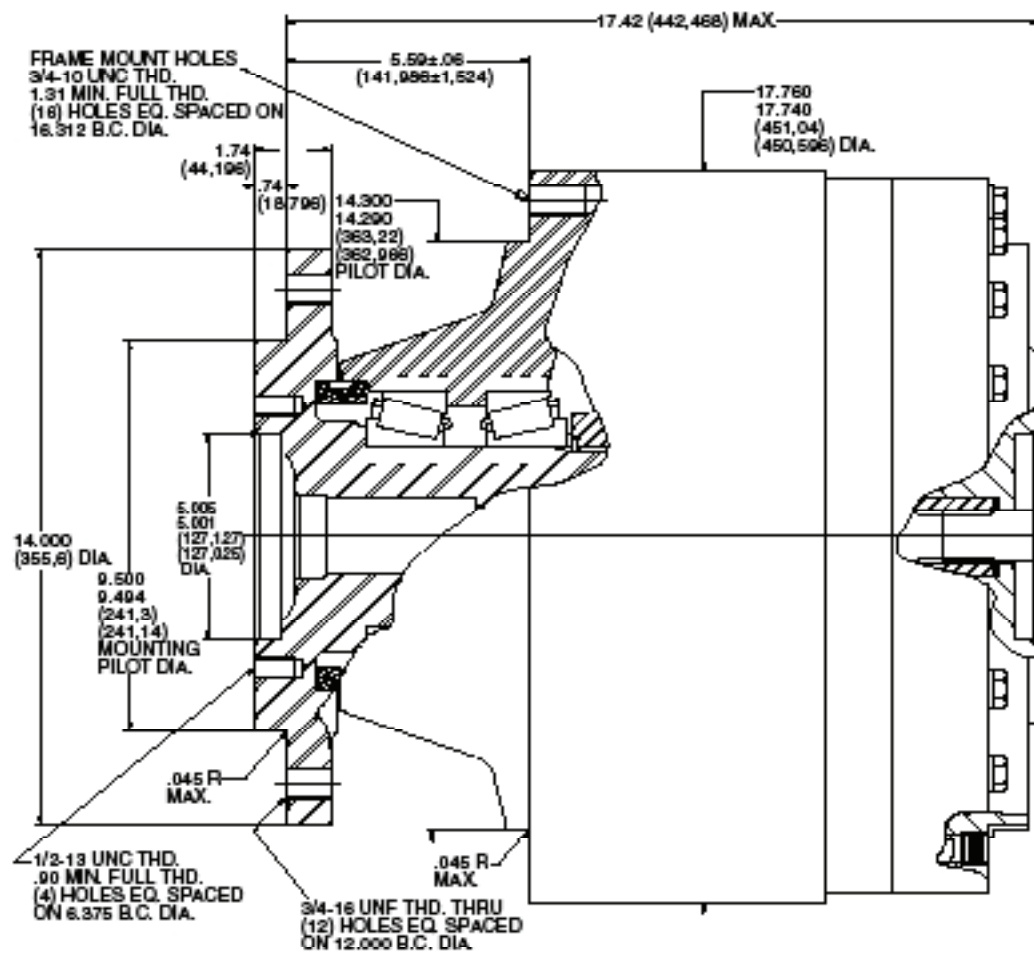 17.42 (442,468) MAX.
5.59±.06
(141,986±1,524)
FRAME MOUNT HOLES
3/4-10 UNC THD.
1.31 MIN. FULL THD.
(16) HOLES EQ. SPACED ON
16.312 B.C. DIA.
17.760
17.740
(451,04)
(450,596) DIA.
1.74
(44,196)
.74
(18,796)
14.300
14.290
(363,22)
(362,966)
PILOT DIA.
5.005
5.001
(127,127)
(127,025)
DIA.
14.000
(355,6) DIA.
9.500
9.494
(241,3)
(241,14)
MOUNTING
PILOT DIA.
.045 R
MAX.
.045 R
MAX.
1/2-13 UNC THD.
.90 MIN. FULL THD.
(4) HOLES EQ. SPACED
ON 6.375 B.C. DIA.
3/4-16 UNF THD. THRU
(12) HOLES EQ. SPACED
ON 12.000 B.C. DIA.